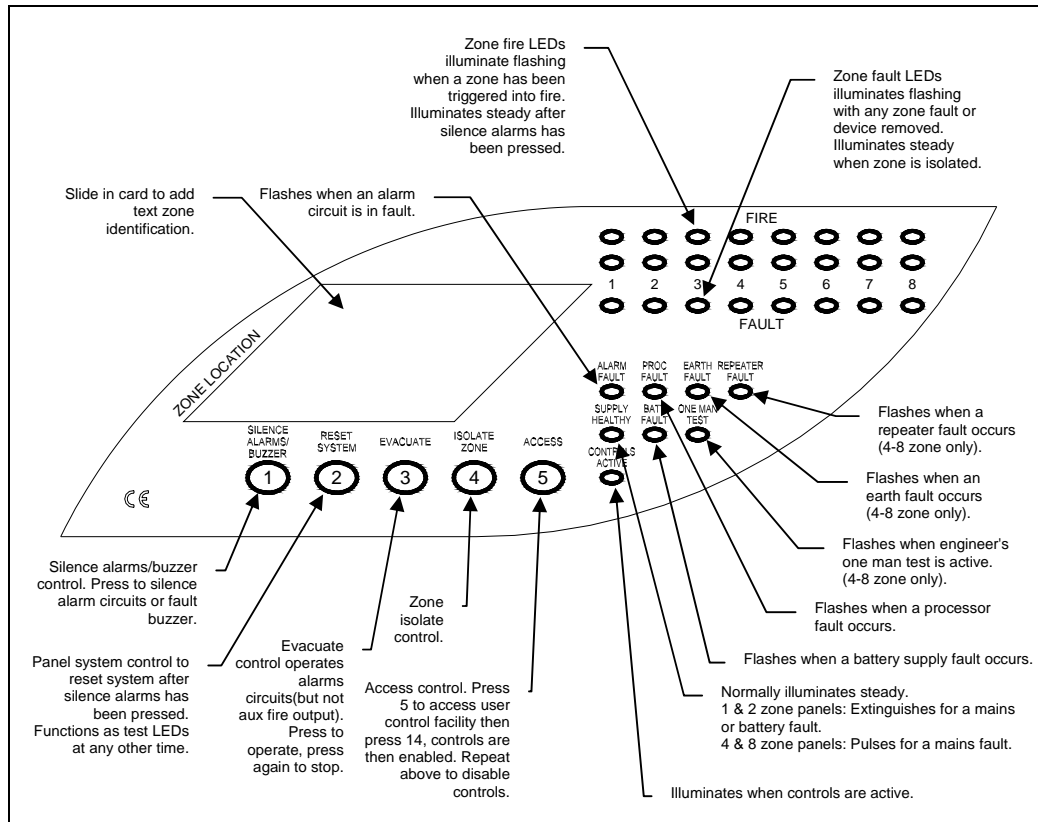 Zone fire LEDs
illuminate flashing
when a zone has been
triggered into fire.
Illuminates steady after
silence alarms has
been pressed.
Zone fault LEDs
illuminates flashing
with any zone fault or
device removed.
Illuminates steady
when zone is isolated.
Slide in card to add
text zone
identification.
Flashes when an alarm
circuit is in fault.
FIRE
1 2 3 4 5 6 7 8
FAULT
ZONE LOCATION
ALARM
FAULT
PROC
FAULT
EARTH
FAULT
REPEATER
FAULT
SUPPLY
HEALTHY
BATT
FAULT
ONE MAN
TEST
CONTROLS
ACTIVE
SILENCE
ALARMS/
BUZZER
RESET
SYSTEM
EVACUATE
ISOLATE
ZONE
ACCESS
1 2 3 4 5
CE
Flashes when a
repeater fault occurs
(4-8 zone only).
Flashes when an
earth fault occurs
(4-8 zone only).
Flashes when engineer's
one man test is active.
(4-8 zone only).
Flashes when a processor
fault occurs.
Flashes when a battery supply fault occurs.
Normally illuminates steady.
1 & 2 zone panels: Extinguishes for a mains
or battery fault.
4 & 8 zone panels: Pulses for a mains fault.
Illuminates when controls are active.
Silence alarms/buzzer
control. Press to silence
alarm circuits or fault
buzzer.
Panel system control to
reset system after
silence alarms has
been pressed.
Functions as test LEDs
at any other time.
Evacuate
control operates
alarms
circuits(but not
aux fire output).
Press to
operate, press
again to stop.
Zone
isolate
control.
Access control. Press
5 to access user
control facility then
press 14, controls are
then enabled. Repeat
above to disable
controls.